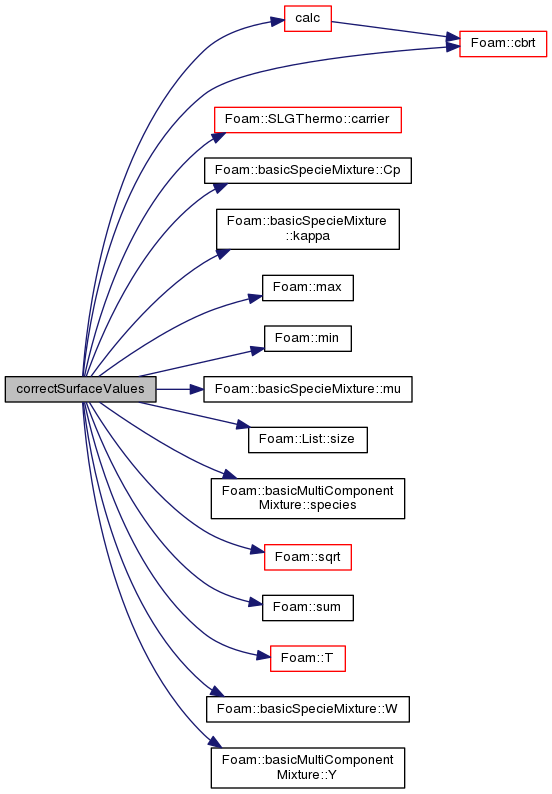 calc
Foam::cbrt
Foam::SLGThermo::carrier
Foam::basicSpecieMixture::Cp
Foam::basicSpecieMixture
::kappa
Foam::max
Foam::min
correctSurfaceValues
Foam::basicSpecieMixture::mu
Foam::List::size
Foam::basicMultiComponent
Mixture::species
Foam::sqrt
Foam::sum
Foam::T
Foam::basicSpecieMixture::W
Foam::basicMultiComponent
Mixture::Y